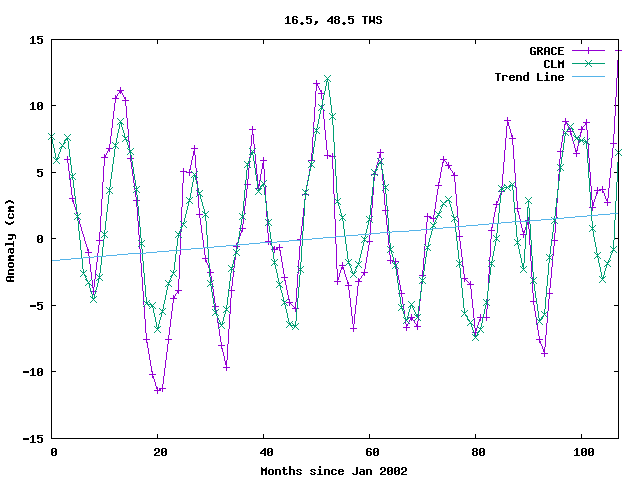 16.5, 48.5 TWS
GRACE
CLM
Trend Line
15
10
5
0
-5
-10
-15
Anomaly (cm)
0 20 40 60 80 100
Months since Jan 2002